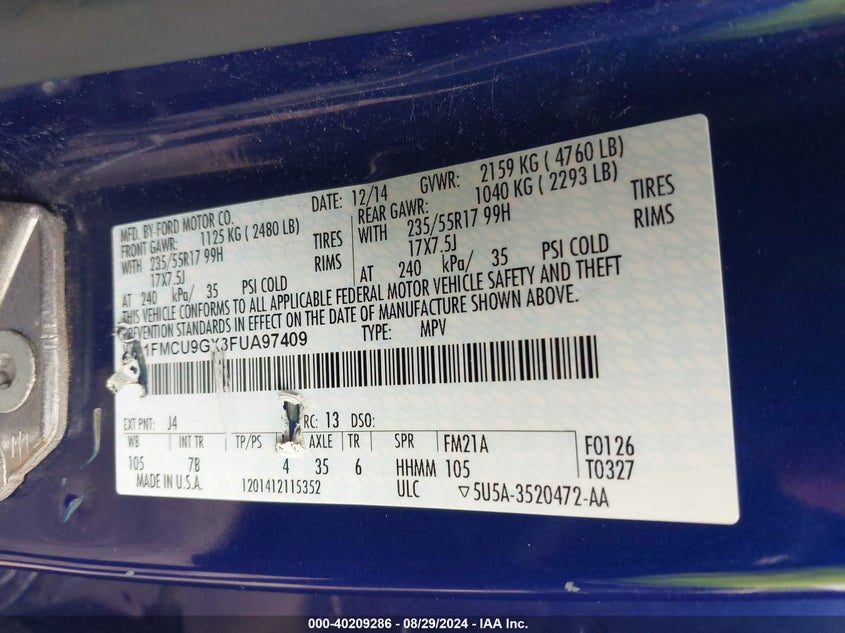 MFD. BY FORD MOTOR CO.
DATE: 12/14 GVWR: 2159 KG ( 4760 LB)
FRONT GAWR: 1125 KG ( 2480 LB)
REAR GAWR: 1040 KG ( 2293 LB)
WITH 235/55R17 99H TIRES
WITH 235/55R17 99H TIRES
17X7.5J RIMS
17X7.5J RIMS
AT 240 kPa/ 35 PSI COLD
AT 240 kPa/ 35 PSI COLD
THIS VEHICLE CONFORMS TO ALL APPLICABLE FEDERAL MOTOR VEHICLE SAFETY AND THEFT
PREVENTION STANDARDS IN EFFECT ON THE DATE OF MANUFACTURE SHOWN ABOVE.
1FMCU9GX3FUA97409 TYPE: MPV
EXT PNT: J4 RC: 13 DSO:
WB INT TR TP/PS AXLE TR SPR FM21A F0126
105 7B 4 35 6 HHMM 105 T0327
MADE IN U.S.A. 1201412115352 ULC 5U5A-3520472-AA
000-40209286 - 08/29/2024 - IAA Inc.